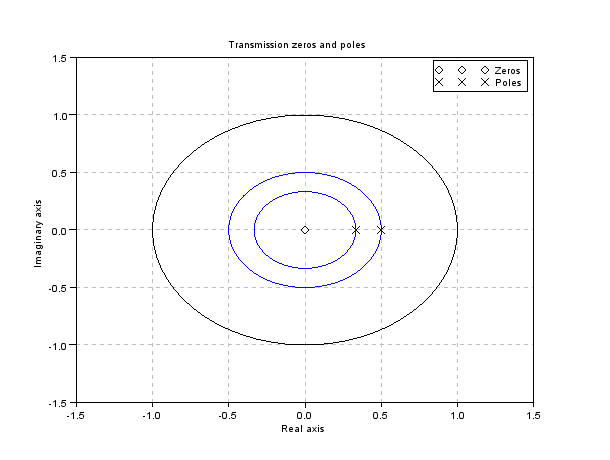 Transmission zeros and poles
Zeros
Poles
Imaginary axis
1.5
1.0
0.5
0.0
-0.5
-1.0
-1.5
-1.5 -1.0 -0.5 0.0 0.5 1.0 1.5
Real axis